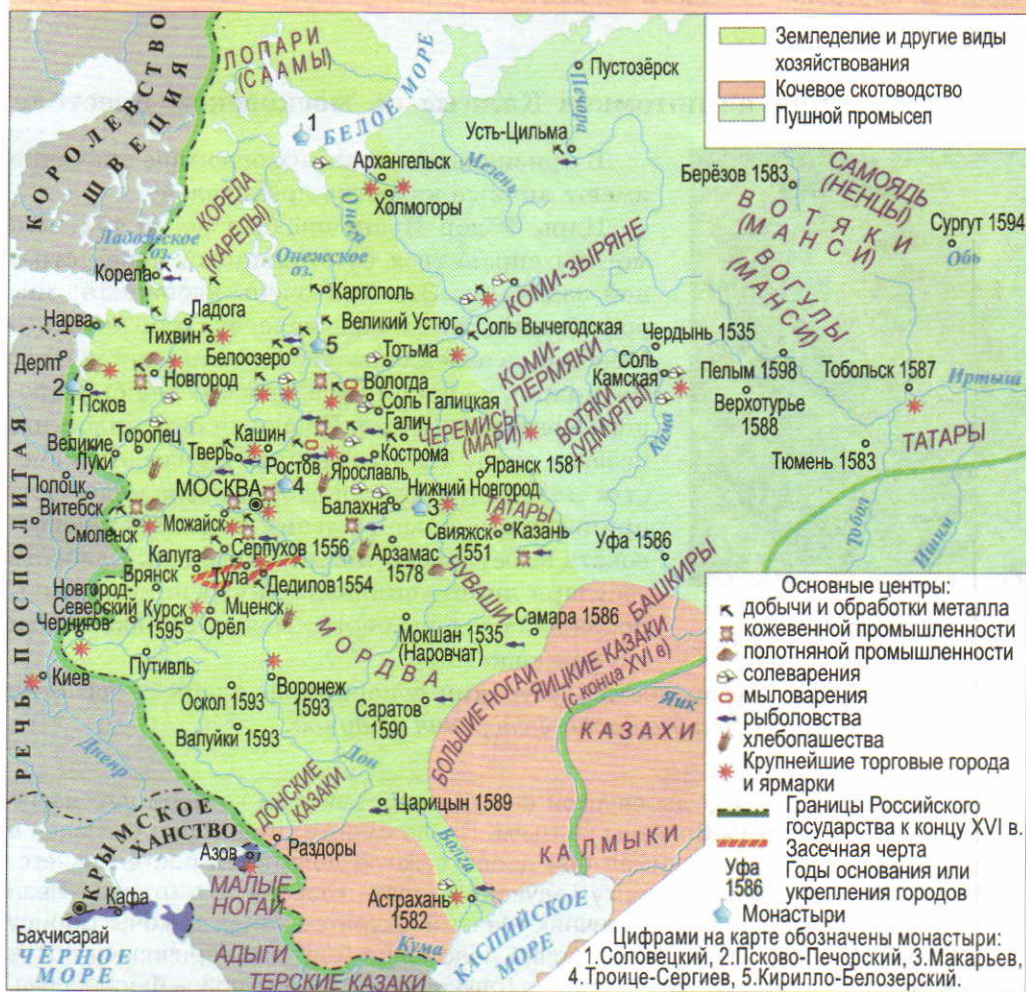 Земледелие и другие виды
хозяйствования
Кочевое скотоводство
Пушной промысел
КОРОЛЕВСТВО
ШВЕЦИЯ
ЛОПАРИ
(СААМЫ)
1
БЕЛОЕ МОРЕ
Пустозёрск
Печора
Усть-Цильма
Мезень
Архангельск
Холмогоры
Онега
Берёзов 1583
САМОЯДЬ
(НЕНЦЫ)
ВОТЯКИ
(МАНСИ)
Сургут 1594
Обь
ВОГУЛЫ
(МАНСИ)
КОРЕЛА
(КАРЕЛЫ)
Ладожское
оз.
Онежское
оз.
Корела
Каргополь
КОМИ-ЗЫРЯНЕ
Нарва
Ладога
Тихвин
Великий Устюг
Соль Вычегодская
Чердынь 1535
Белоозеро
5
Тотьма
Дерпт
Новгород
Вологда
КОМИ-
ПЕРМЯКИ
Соль
Камская
Пелым 1598
Тобольск 1587
Иртыш
2
Псков
Соль Галицкая
Верхотурье
1588
Великие
Луки
Торопец
Кашин
Галич
ЧЕРЕМИСЫ
(МАРИ)
ВОТЯКИ
(УДМУРТЫ)
Кама
ТАТАРЫ
Тверь
Ростов
Ярославль
Кострома
Яранск 1581
Тюмень 1583
Полоцк
МОСКВА
4
Нижний Новгород
Витебск
Балахна
3
ТАТАРЫ
Смоленск
Можайск
Свияжск
1551
Казань
Тобол
Ишим
Калуга
Серпухов 1556
Арзамас
1578
Уфа 1586
Брянск
Тула
Дедилов1554
ЧУВАШИ
БАШКИРЫ
Новгород-
Северский
Курск
1595
Мценск
Орёл
Чернигов
МОРДВА
Мокшан 1535
(Наровчат)
Самара 1586
Путивль
Киев
РЕЧЬ ПОСПОЛИТАЯ
Оскол 1593
Воронеж
1593
Саратов
1590
БОЛЬШИЕ НОГАИ
ЯИЦКИЕ КАЗАКИ
(с конца XVI в)
Яик
КАЗАХИ
Валуйки 1593
Днепр
Дон
ДОНСКИЕ
КАЗАКИ
Царицын 1589
Волга
КАЛМЫКИ
КРЫМСКОЕ
ХАНСТВО
Азов
Раздоры
МАЛЫЕ
НОГАИ
Кафа
Астрахань
1582
Бахчисарай
АДЫГИ
Кума
ЧЁРНОЕ
МОРЕ
КАСПИЙСКОЕ
МОРЕ
ТЕРСКИЕ КАЗАКИ
Основные центры:
добычи и обработки металла
кожевенной промышленности
полотняной промышленности
солеварения
мыловарения
рыболовства
хлебопашества
Крупнейшие торговые города
и ярмарки
Границы Российского
государства к концу XVI в.
Засечная черта
Уфа
1586
Годы основания или
укрепления городов
Монастыри
Цифрами на карте обозначены монастыри:
1.Соловецкий, 2.Псково-Печорский, 3.Макарьев,
4.Троице-Сергиев, 5.Кирилло-Белозерский.